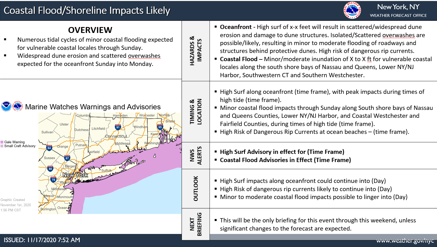 Coastal Flood/Shoreline Impacts Likely
New York, NY
WEATHER FORECAST OFFICE
OVERVIEW
• Numerous tidal cycles of minor coastal flooding expected
for vulnerable coastal locales through Sunday.
• Widespread dune erosion and scattered overwashes
expected for the oceanfront Sunday into Monday.
Marine Watches Warnings and Advisories
Gale Warning
Small Craft Advisory
HAZARDS &
IMPACTS
• Oceanfront - High surf of x-x feet will result in scattered/widespread dune
erosion and damage to dune structures. Isolated/Scattered overwashes are
possible/likely, resulting in minor to moderate flooding of roadways and
structures behind protective dunes. High risk of dangerous rip currents.
• Coastal Flood – Minor/moderate inundation of X to X ft for vulnerable coastal
locales along the south shore bays of Nassau and Queens, Lower NY/NJ
Harbor, Southwestern CT and Southern Westchester.
TIMING &
LOCATION
• High Surf along oceanfront (time frame), with peak impacts during times of
high tide (time frame.).
• Minor coastal flood impacts through Sunday along South shore bays of Nassau
and Queens Counties, Lower NY/NJ Harbor, and Coastal Westchester and
Fairfield Counties, during times of high tide (time frame).
• High Risk of Dangerous Rip Currents at ocean beaches – (time frame).
NWS
ALERTS
• High Surf Advisory in effect for (Time Frame)
• Coastal Flood Advisories in Effect (Time Frame)
OUTLOOK
• High Surf impacts along oceanfront could continue into (Day)
• High Risk of dangerous rip currents likely to continue into (Day)
• Minor to moderate coastal flood impacts possible to linger into (Day)
NEXT
BRIEFING
• This will be the only briefing for this event through this weekend, unless
significant changes to the forecast are expected.
ISSUED: 11/17/2020 7:52 AM
www.weather.gov/nyc